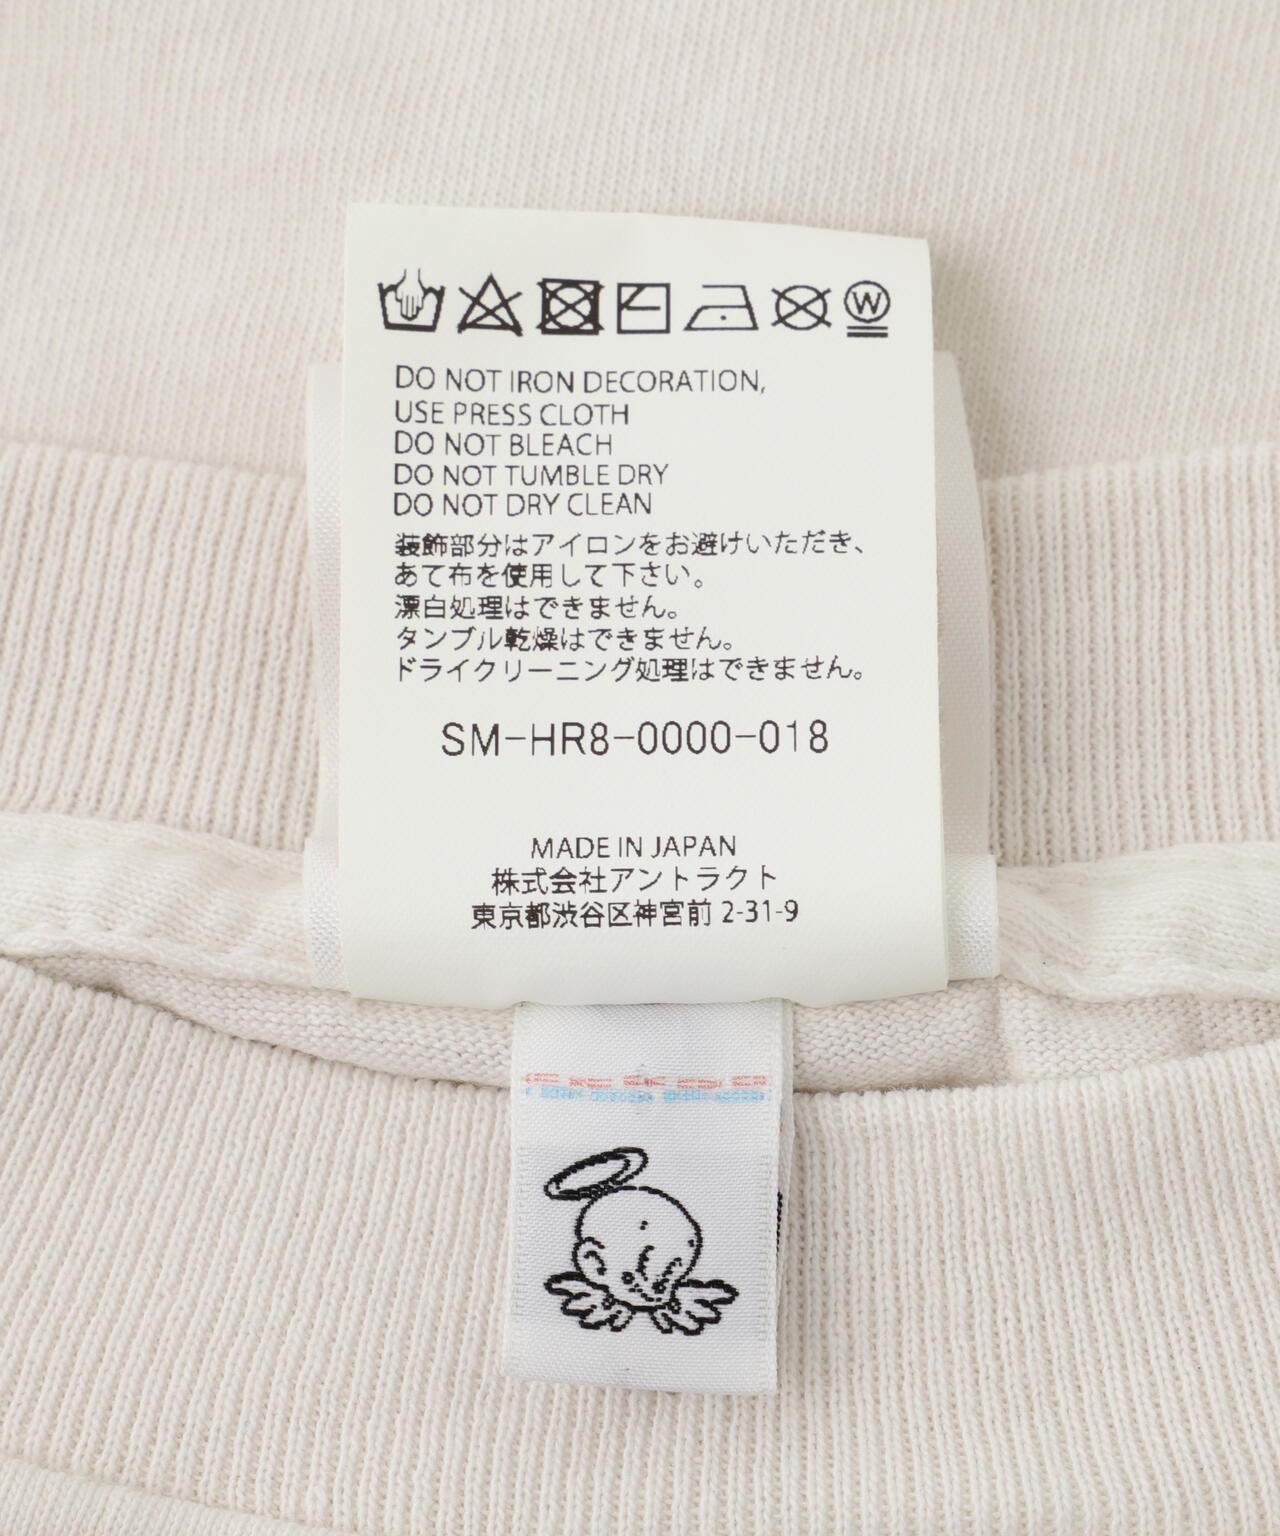 W
DO NOT IRON DECORATION,
USE PRESS CLOTH
DO NOT BLEACH
DO NOT TUMBLE DRY
DO NOT DRY CLEAN
装飾部分はアイロンをお避けいただき、
あて布を使用して下さい。
漂白処理はできません。
タンブル乾燥はできません。
ドライクリーニング処理はできません。
SM-HR8-0000-018
MADE IN JAPAN
株式会社アントラクト
東京都渋谷区神宮前 2-31-9